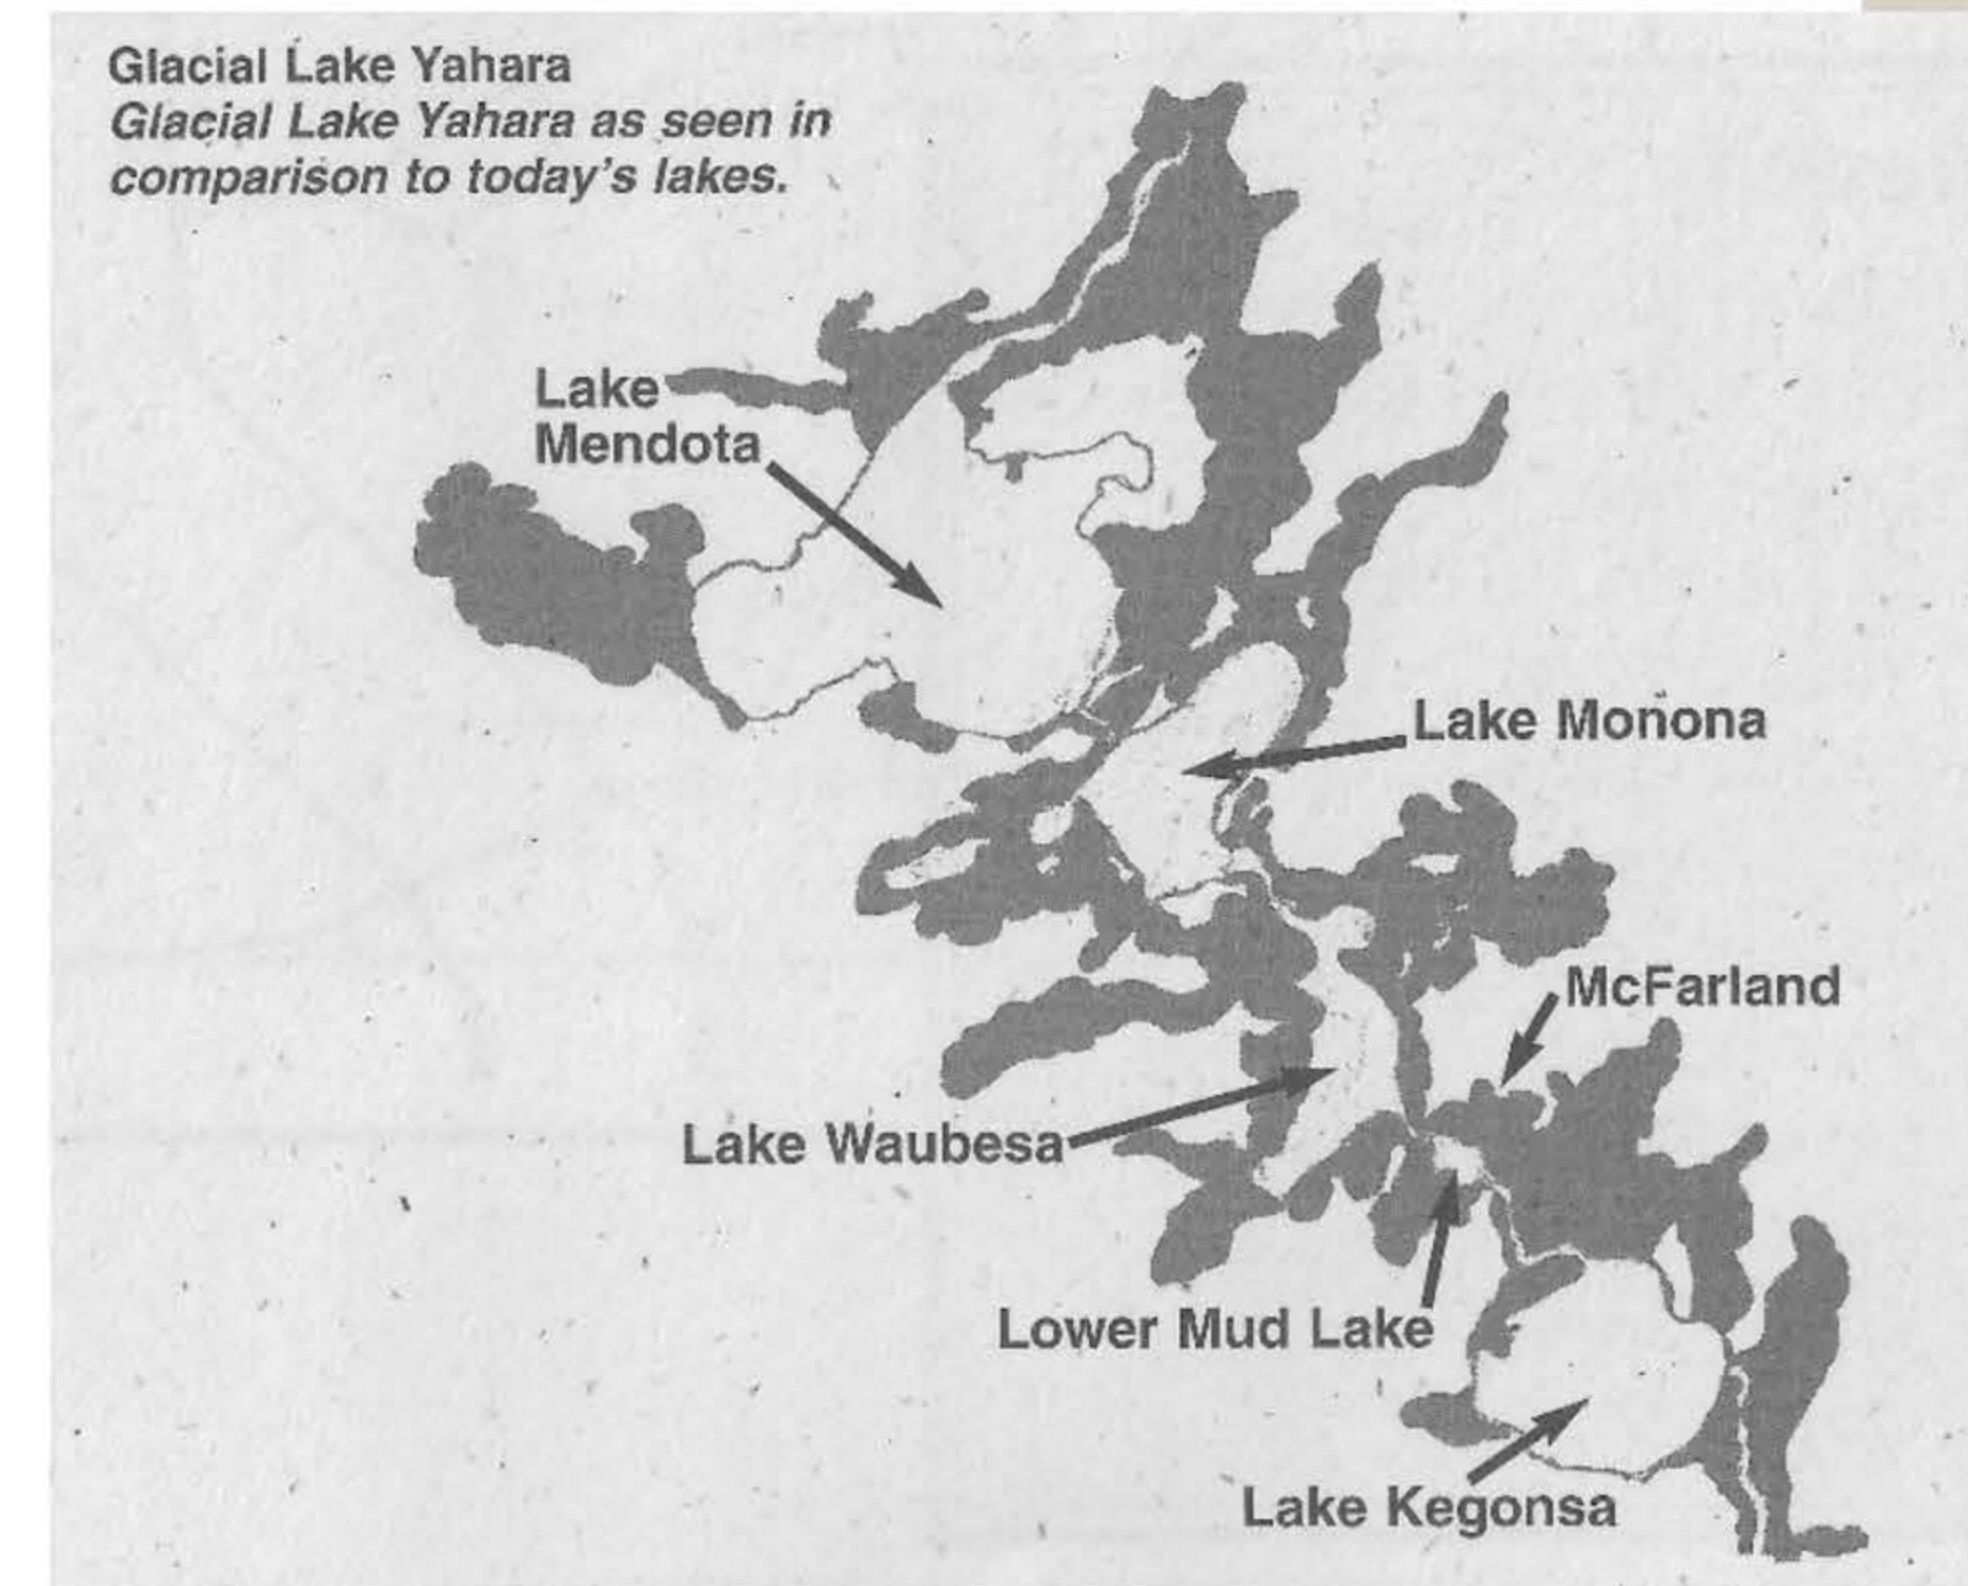 Glacial Lake Yahara
Glacial Lake Yahara as seen in
comparison to today's lakes.
Lake
Mendota
Lake Monona
McFarland
Lake Waubesa
Lower Mud Lake
Lake Kegonsa